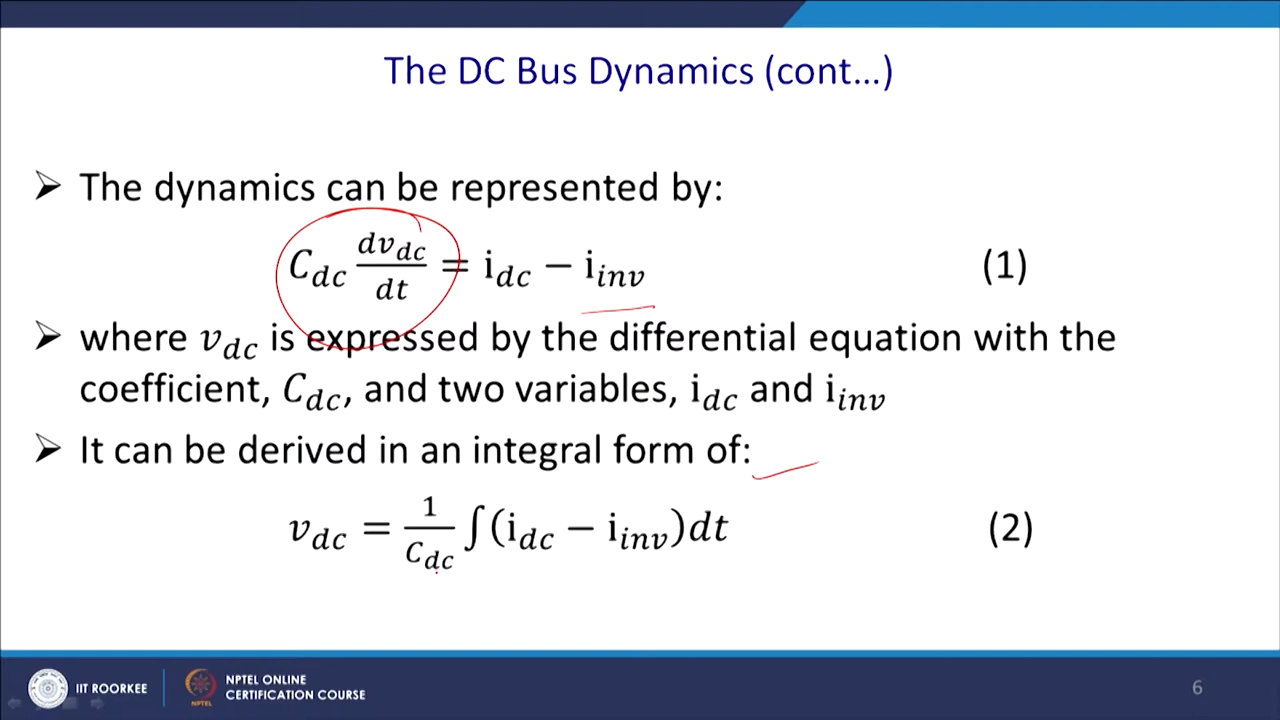 The DC Bus Dynamics (cont...)
➢ The dynamics can be represented by:
C_dc dv_dc/dt = i_dc − i_inv (1)
➢ where v_dc is expressed by the differential equation with the
coefficient, C_dc, and two variables, i_dc and i_inv
➢ It can be derived in an integral form of:
v_dc = 1/C_dc ∫(i_dc − i_inv)dt (2)
IIT ROORKEE
NPTEL
NPTEL ONLINE
CERTIFICATION COURSE
6